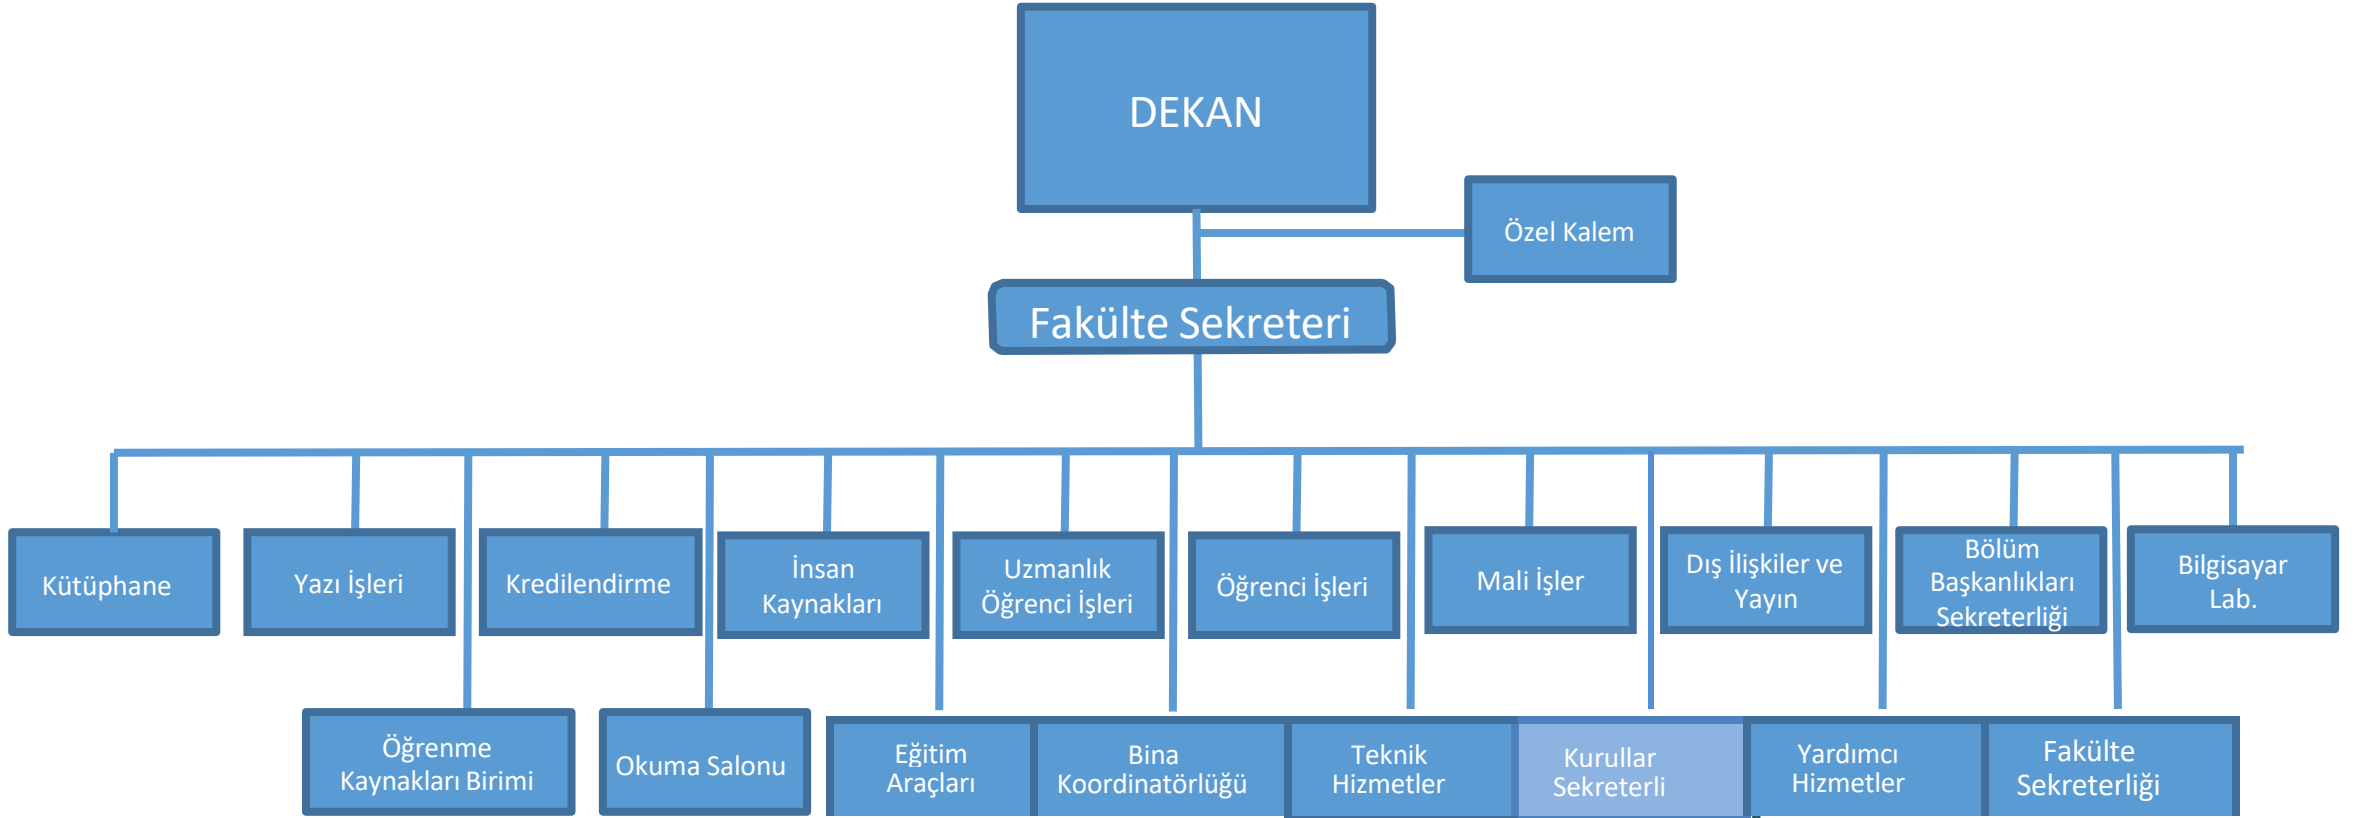 DEKAN
Özel Kalem
Fakülte Sekreteri
Kütüphane
Yazı İşleri
Kredilendirme
İnsan
Kaynakları
Uzmanlık
Öğrenci İşleri
Öğrenci İşleri
Mali İşler
Dış İlişkiler ve
Yayın
Bölüm
Başkanlıkları
Sekreterliği
Bilgisayar
Lab.
Öğrenme
Kaynakları Birimi
Okuma Salonu
Eğitim
Araçları
Bina
Koordinatörlüğü
Teknik
Hizmetler
Kurullar
Sekreterli
Yardımcı
Hizmetler
Fakülte
Sekreterliği